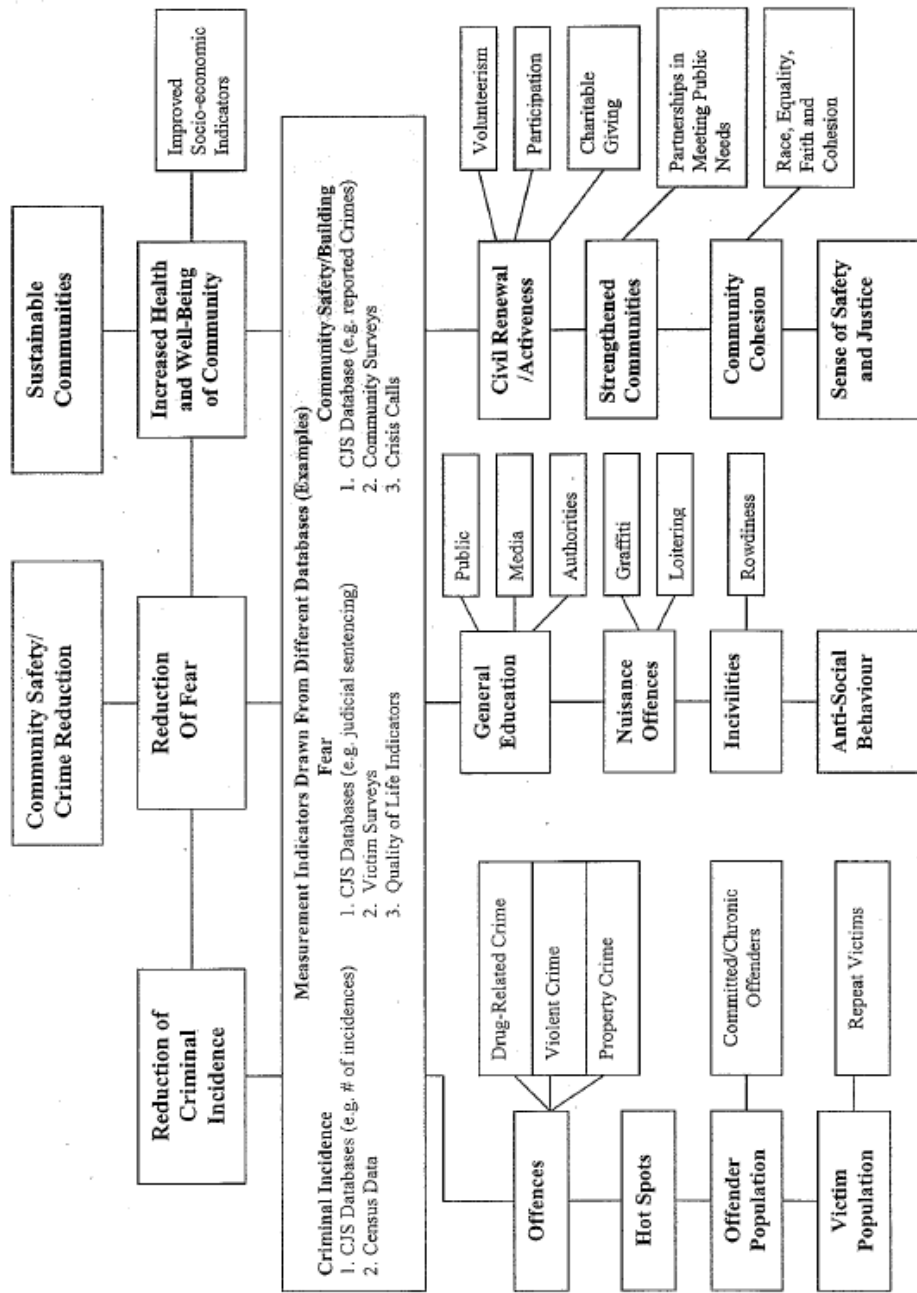 Community Safety/
Crime Reduction
Sustainable
Communities
Reduction of
Criminal
Incidence
Reduction
Of Fear
Increased Health
and Well-Being
of Community
Improved
Socio-economic
Indicators
Measurement Indicators Drawn From Different Databases (Examples)
Criminal Incidence
1. CJS Databases (e.g. # of incidences)
2. Census Data
Fear
1. CJS Databases (e.g. judicial sentencing)
2. Victim Surveys
3. Quality of Life Indicators
Community Safety/Building
1. CJS Database (e.g. reported Crimes)
2. Community Surveys
3. Crisis Calls
Offences
Drug-Related Crime
Violent Crime
Property Crime
Hot Spots
Offender
Population
Committed/Chronic
Offenders
Victim
Population
Repeat Victims
General
Education
Public
Media
Authorities
Nuisance
Offences
Graffiti
Loitering
Incivilities
Rowdiness
Anti-Social
Behaviour
Civil Renewal
/Activeness
Volunteerism
Participation
Charitable
Giving
Strengthened
Communities
Partnerships in
Meeting Public
Needs
Community
Cohesion
Race, Equality,
Faith and
Cohesion
Sense of Safety
and Justice